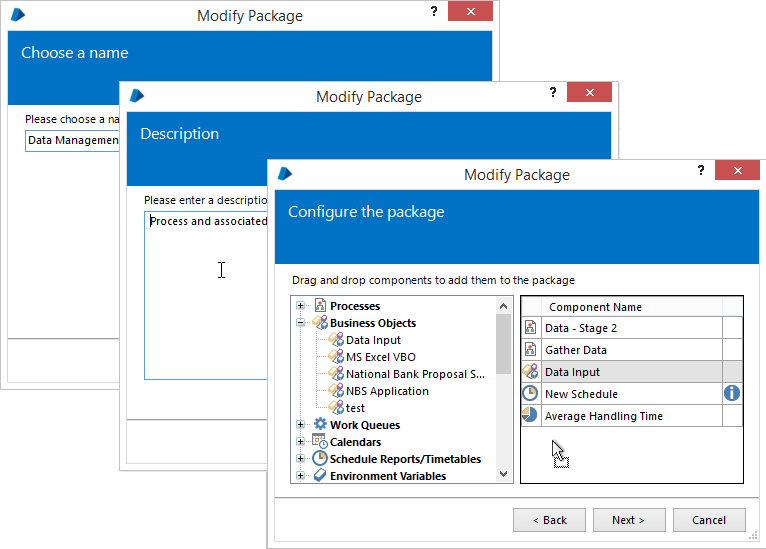 Modify Package
?
Choose a name
Please choose a na
Data Managemen
Modify Package
?
Description
Please enter a descriptio
Process and associated
Modify Package
?
Configure the package
Drag and drop components to add them to the package
Processes
Business Objects
Data Input
MS Excel VBO
National Bank Proposal S...
NBS Application
test
Work Queues
Calendars
Schedule Reports/Timetables
Environment Variables
Component Name
Data - Stage 2
Gather Data
Data Input
New Schedule
Average Handling Time
< Back
Next >
Cancel